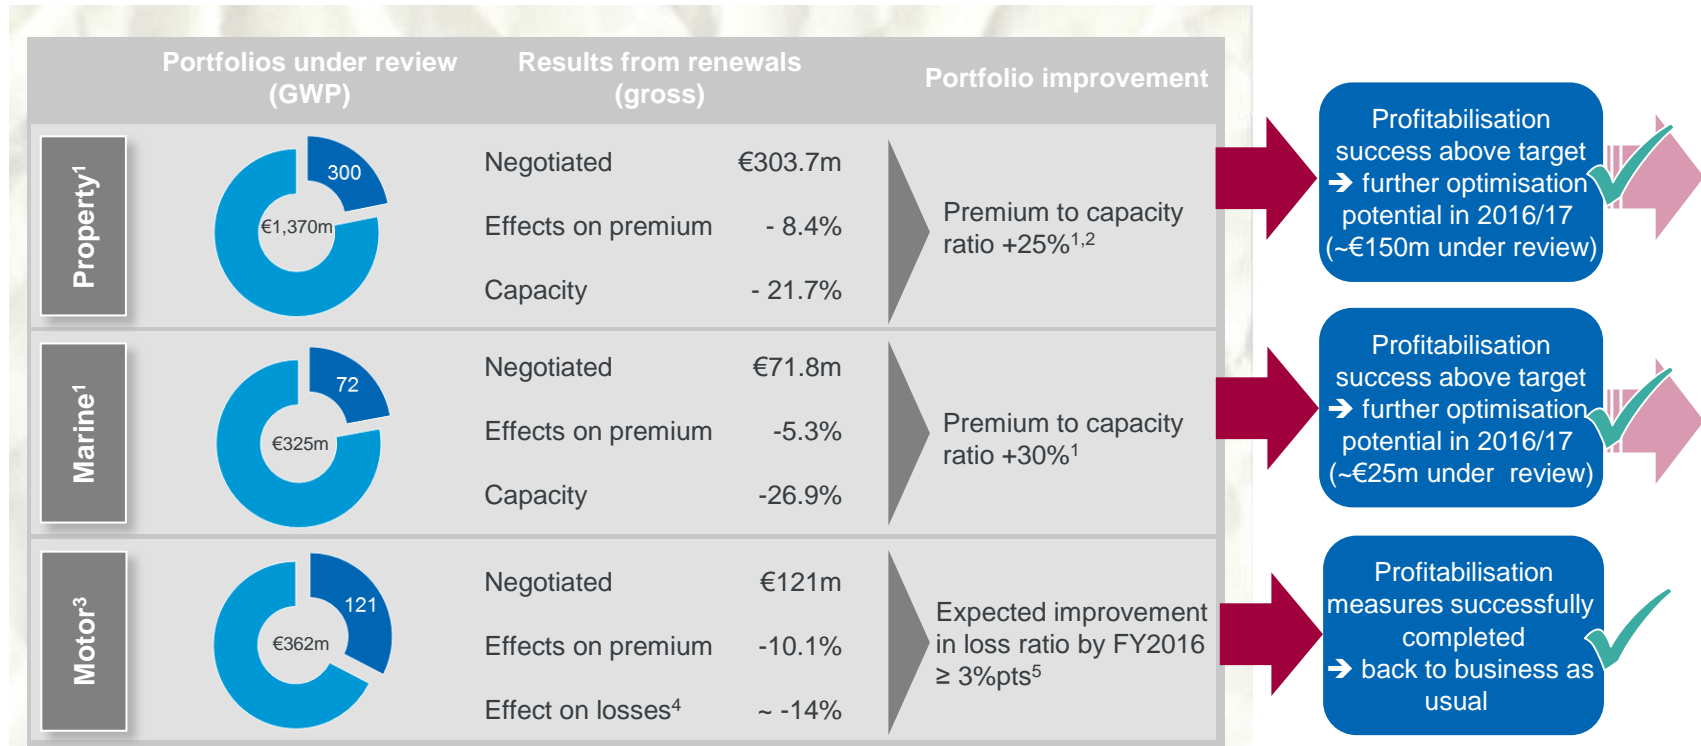 Portfolios under review
(GWP)
Results from renewals
(gross)
Portfolio improvement
Property1
300
€1,370m
Negotiated €303.7m
Effects on premium - 8.4%
Capacity - 21.7%
Premium to capacity
ratio +25%1,2
Profitabilisation
success above target
➔ further optimisation
potential in 2016/17
(~€150m under review)
Marine1
72
€325m
Negotiated €71.8m
Effects on premium -5.3%
Capacity -26.9%
Premium to capacity
ratio +30%1
Profitabilisation
success above target
➔ further optimisation
potential in 2016/17
(~€25m under review)
Motor3
121
€362m
Negotiated €121m
Effects on premium -10.1%
Effect on losses4 ~ -14%
Expected improvement
in loss ratio by FY2016
≥ 3%pts5
Profitabilisation
measures successfully
completed
➔ back to business as
usual